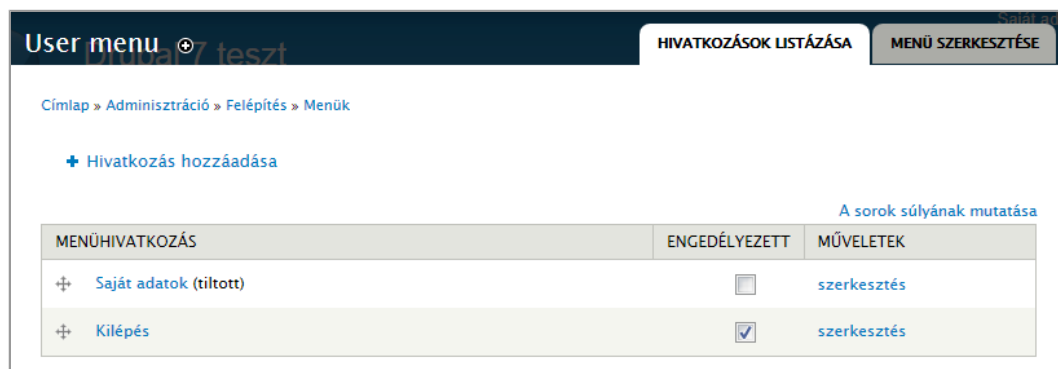 Saját ad
User menu
Drupal 7 teszt
HIVATKOZÁSOK LISTÁZÁSA
MENÜ SZERKESZTÉSE
Címlap » Adminisztráció » Felépítés » Menük
+ Hivatkozás hozzáadása
A sorok súlyának mutatása
MENÜHIVATKOZÁS ENGEDÉLYEZETT MŰVELETEK
Saját adatok (tiltott) szerkesztés
Kilépés szerkesztés